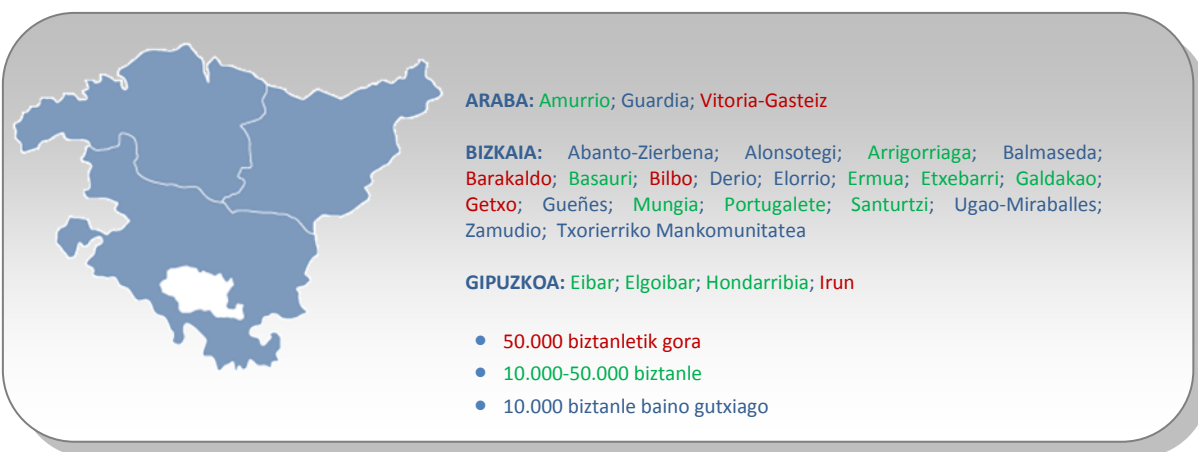 ARABA: Amurrio; Guardia; Vitoria-Gasteiz
BIZKAIA: Abanto-Zierbena; Alonsotegi; Arrigorriaga; Balmaseda;
Barakaldo; Basauri; Bilbo; Derio; Elorrio; Ermua; Etxebarri; Galdakao;
Getxo; Gueñes; Mungia; Portugalete; Santurtzi; Ugao-Miraballes;
Zamudio; Txorierriko Mankomunitatea
GIPUZKOA: Eibar; Elgoibar; Hondarribia; Irun
• 50.000 biztanletik gora
• 10.000-50.000 biztanle
• 10.000 biztanle baino gutxiago